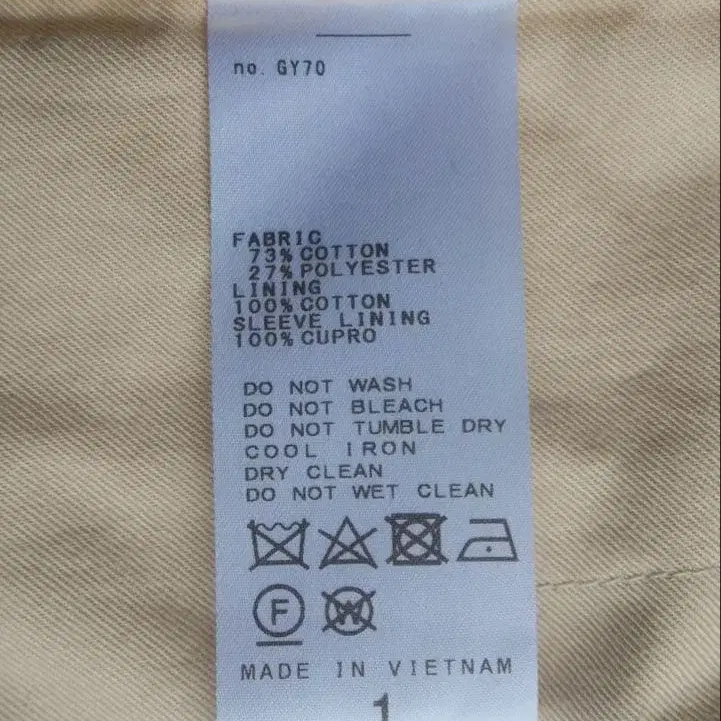 no. GY70
FABRIC
73% COTTON
27% POLYESTER
LINING
100% COTTON
SLEEVE LINING
100% CUPRO
DO NOT WASH
DO NOT BLEACH
DO NOT TUMBLE DRY
COOL IRON
DRY CLEAN
DO NOT WET CLEAN
F W
MADE IN VIETNAM
1